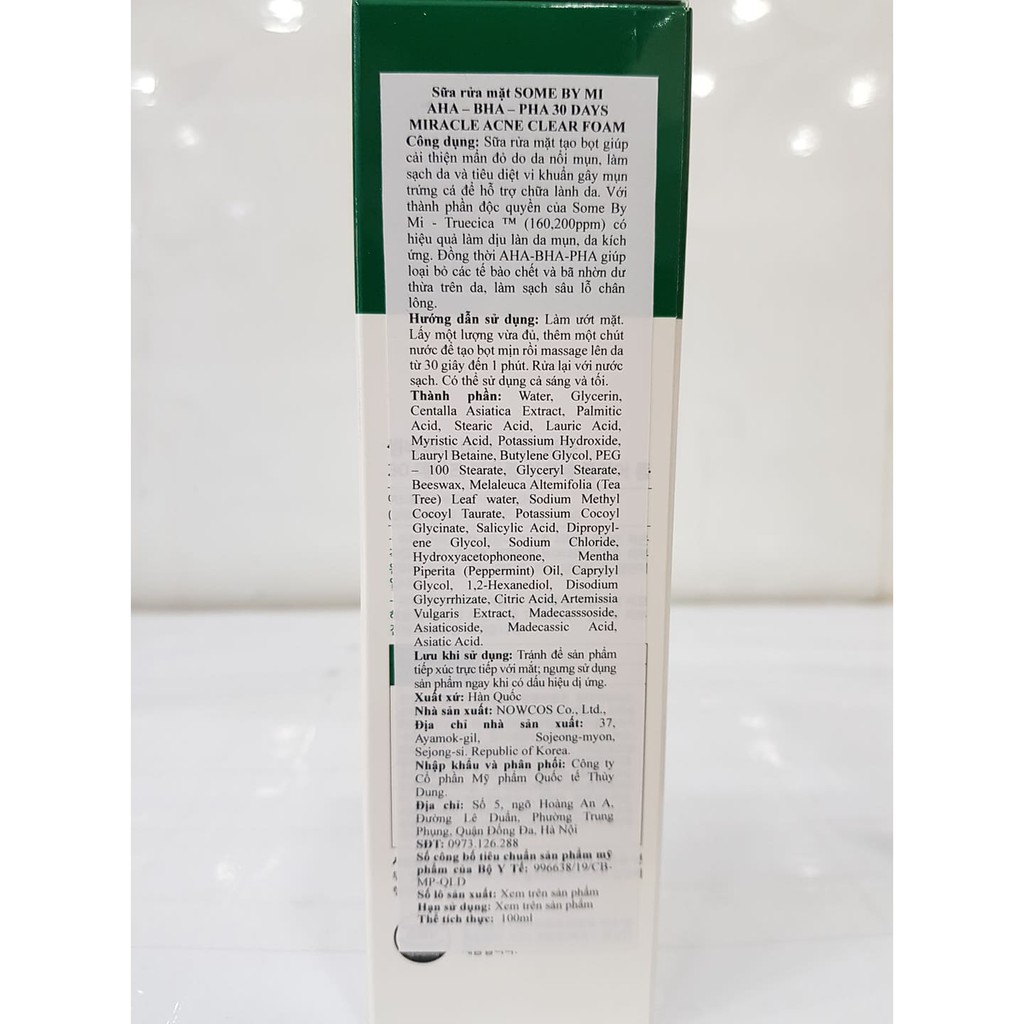 Sữa rửa mặt SOME BY MI
AHA – BHA – PHA 30 DAYS
MIRACLE ACNE CLEAR FOAM
Công dụng: Sữa rửa mặt tạo bọt giúp
cải thiện mẩn đỏ do da nổi mụn, làm
sạch da và tiêu diệt vi khuẩn gây mụn
trứng cá để hỗ trợ chữa lành da. Với
thành phần độc quyền của Some By
Mi - Truecica ™ (160,200ppm) có
hiệu quả làm dịu làn da mụn, da kích
ứng. Đồng thời AHA-BHA-PHA giúp
loại bỏ các tế bào chết và bã nhờn dư
thừa trên da, làm sạch sâu lỗ chân
lông.
Hướng dẫn sử dụng: Làm ướt mặt.
Lấy một lượng vừa đủ, thêm một chút
nước để tạo bọt mịn rồi massage lên da
từ 30 giây đến 1 phút. Rửa lại với nước
sạch. Có thể sử dụng cả sáng và tối.
Thành phần: Water, Glycerin,
Centalla Asiatica Extract, Palmitic
Acid, Stearic Acid, Lauric Acid,
Myristic Acid, Potassium Hydroxide,
Lauryl Betaine, Butylene Glycol, PEG
– 100 Stearate, Glyceryl Stearate,
Beeswax, Melaleuca Altemifolia (Tea
Tree) Leaf water, Sodium Methyl
Cocoyl Taurate, Potassium Cocoyl
Glycinate, Salicylic Acid, Dipropyl-
ene Glycol, Sodium Chloride,
Hydroxyacetophoneone, Mentha
Piperita (Peppermint) Oil, Caprylyl
Glycol, 1,2-Hexanediol, Disodium
Glycyrrhizate, Citric Acid, Artemissia
Vulgaris Extract, Madecasssoside,
Asiaticoside, Madecassic Acid,
Asiatic Acid.
Lưu khi sử dụng: Tránh để sản phẩm
tiếp xúc trực tiếp với mắt; ngưng sử dụng
sản phẩm ngay khi có dấu hiệu dị ứng.
Xuất xứ: Hàn Quốc
Nhà sản xuất: NOWCOS Co., Ltd.,
Địa chỉ nhà sản xuất: 37,
Ayamok-gil, Sojeong-myon,
Sejong-si. Republic of Korea.
Nhập khẩu và phân phối: Công ty
Cổ phần Mỹ phẩm Quốc tế Thùy
Dung.
Địa chỉ: Số 5, ngõ Hoàng An A,
Đường Lê Duẩn, Phường Trung
Phụng, Quận Đống Đa, Hà Nội
SĐT: 0973.126.288
Số công bố tiêu chuẩn sản phẩm mỹ
phẩm của Bộ Y Tế: 996638/19/CB-
MP-QLD
Số lô sản xuất: Xem trên sản phẩm
Hạn sử dụng: Xem trên sản phẩm
Thể tích thực: 100ml